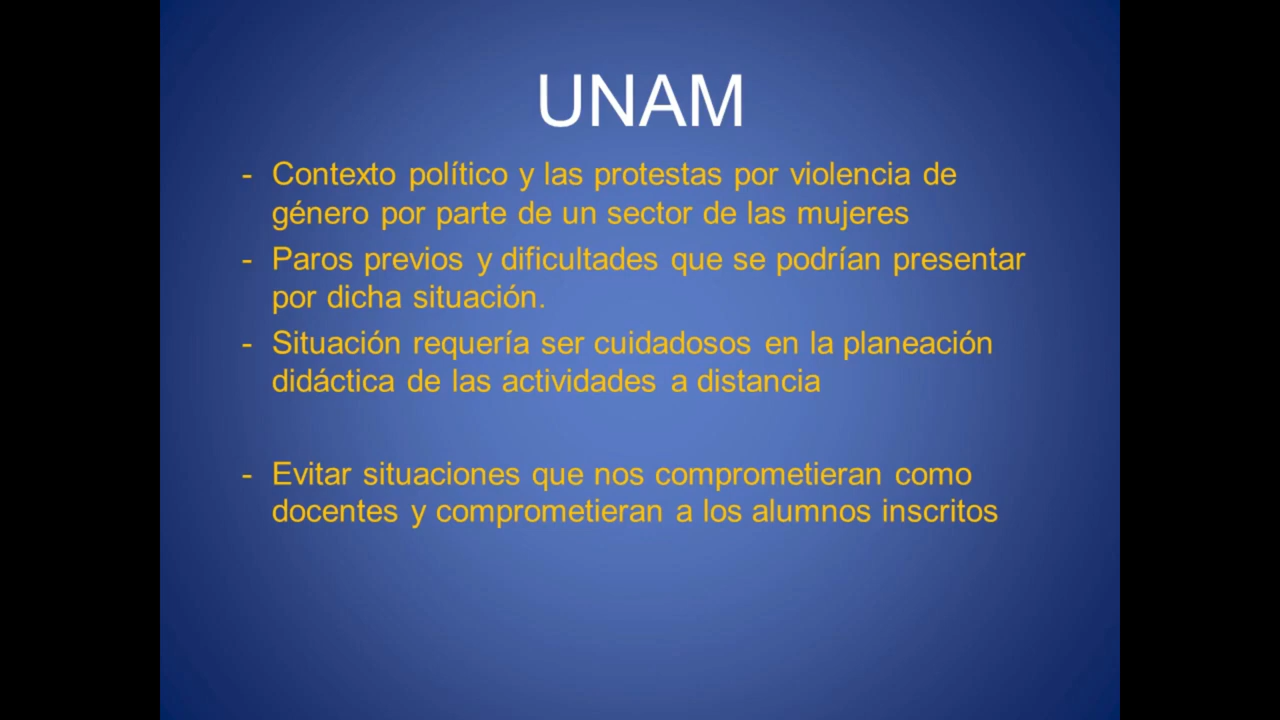 UNAM
- Contexto político y las protestas por violencia de
género por parte de un sector de las mujeres
- Paros previos y dificultades que se podrían presentar
por dicha situación.
- Situación requería ser cuidadosos en la planeación
didáctica de las actividades a distancia
- Evitar situaciones que nos comprometieran como
docentes y comprometieran a los alumnos inscritos